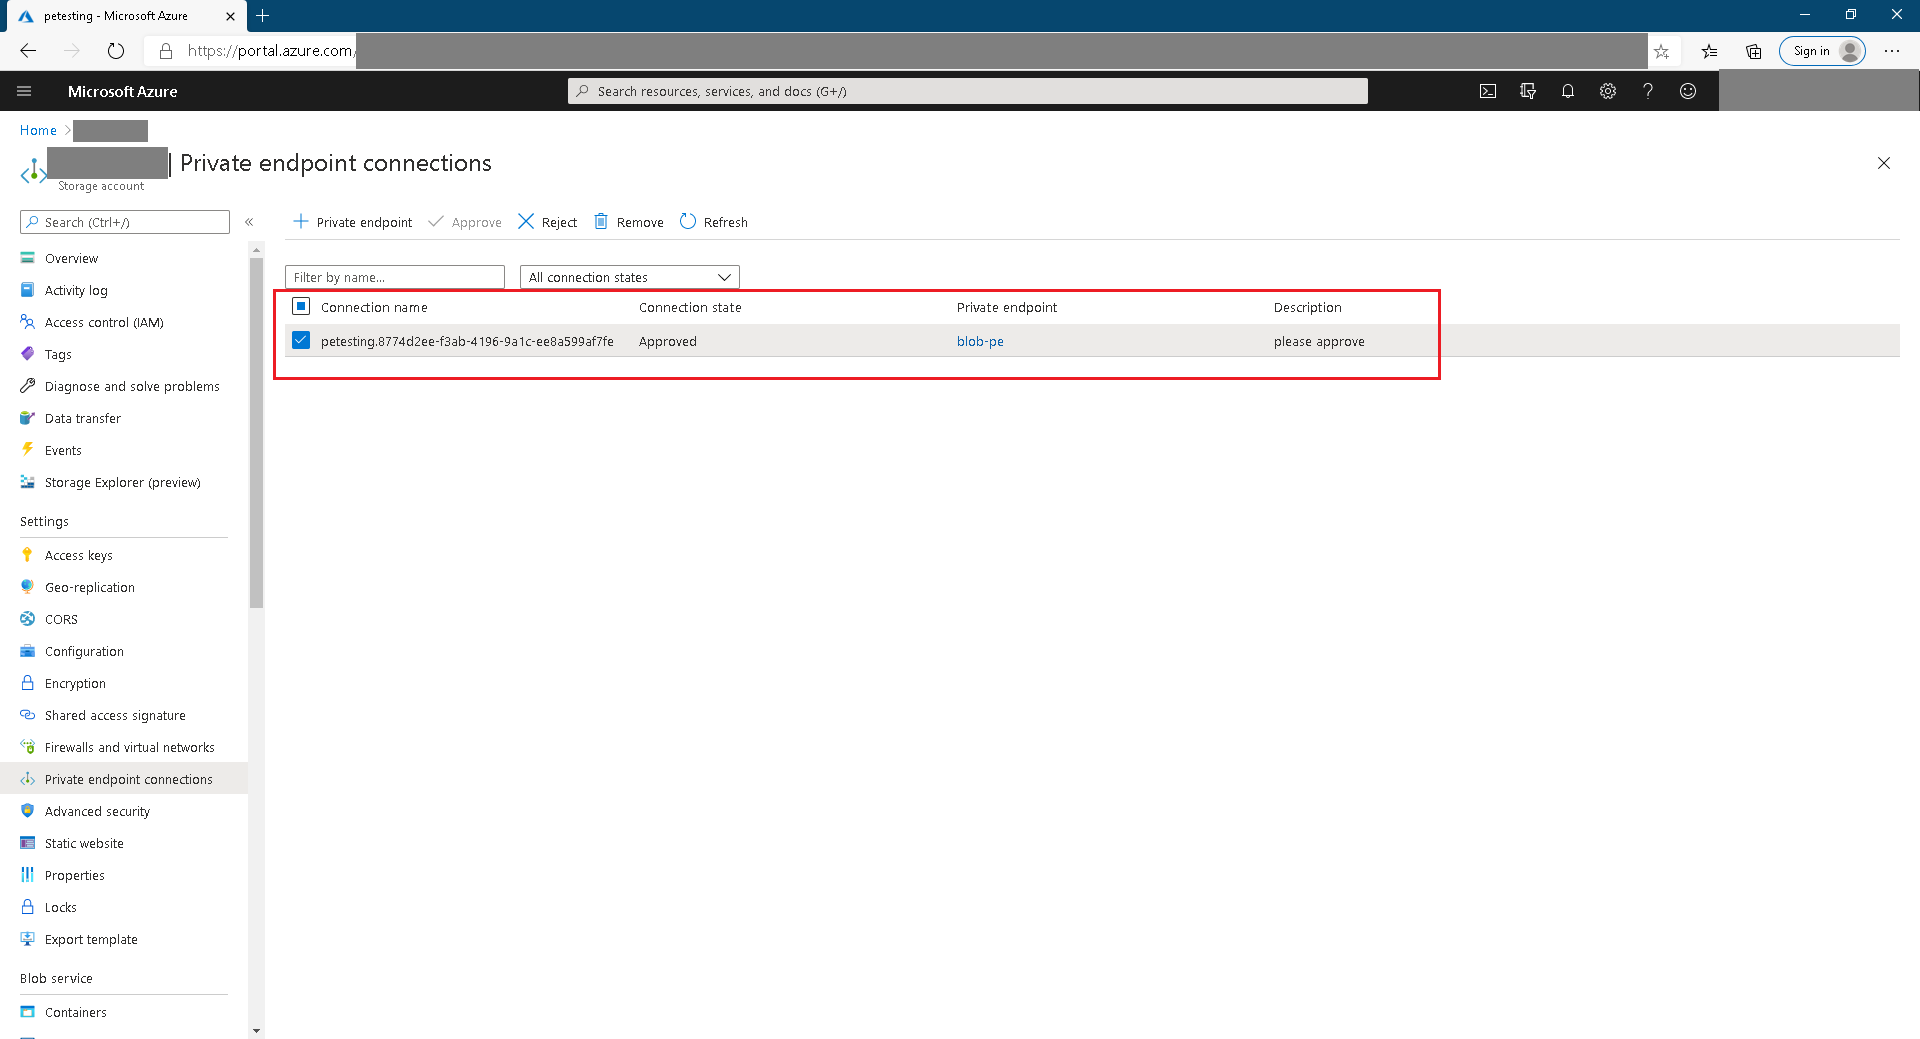 petesting - Microsoft Azure
https://portal.azure.com/
Sign in
Microsoft Azure
Search resources, services, and docs (G+/)
Home
| Private endpoint connections
Storage account
Search (Ctrl+/)
Private endpoint
Approve
Reject
Remove
Refresh
Overview
Activity log
Access control (IAM)
Tags
Diagnose and solve problems
Data transfer
Events
Storage Explorer (preview)
Settings
Access keys
Geo-replication
CORS
Configuration
Encryption
Shared access signature
Firewalls and virtual networks
Private endpoint connections
Advanced security
Static website
Properties
Locks
Export template
Blob service
Containers
Filter by name...
All connection states
Connection name Connection state Private endpoint Description
petesting.8774d2ee-f3ab-4196-9a1c-ee8a599af7fe Approved blob-pe please approve